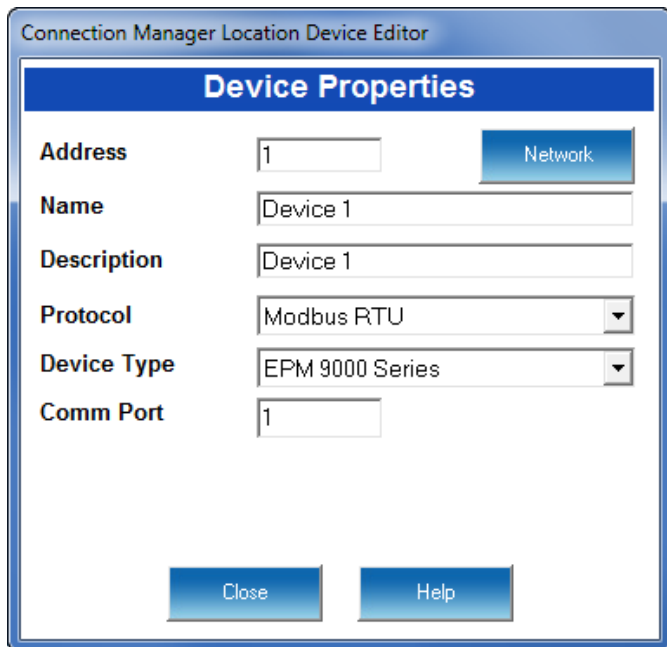 Connection Manager Location Device Editor
Device Properties
Address 1 Network
Name Device 1
Description Device 1
Protocol Modbus RTU
Device Type EPM 9000 Series
Comm Port 1
Close Help